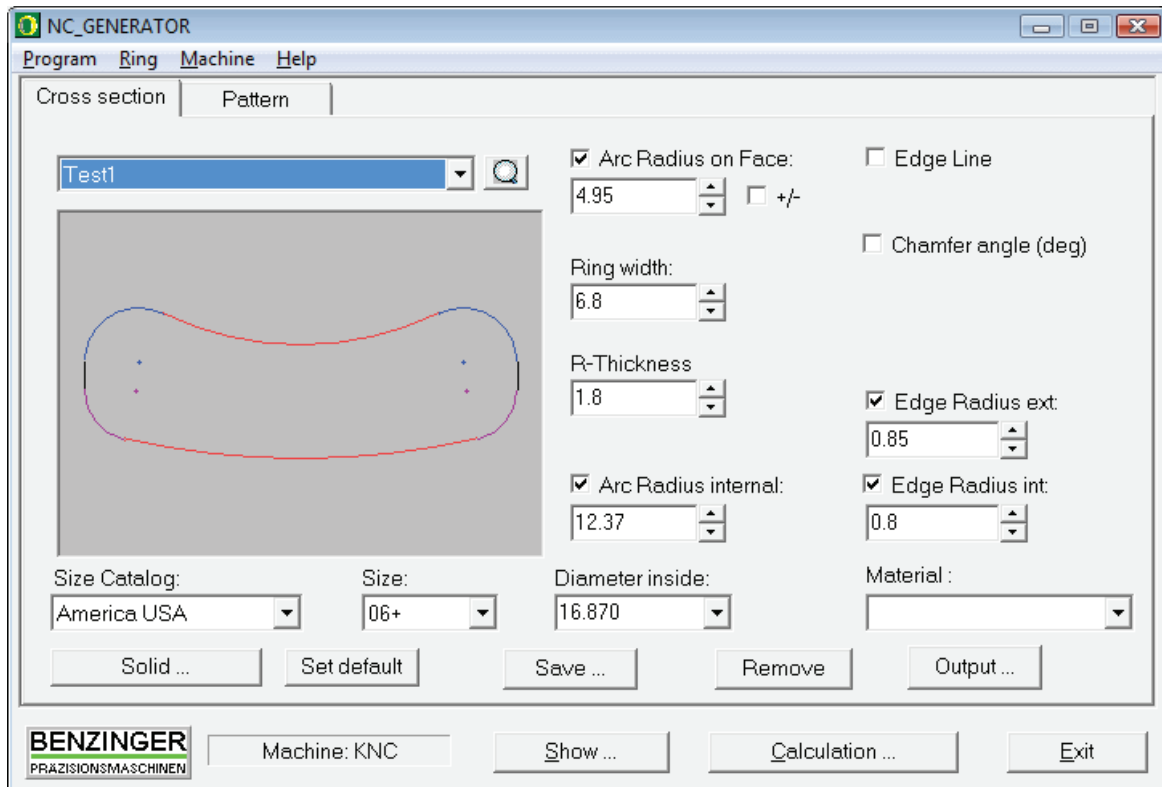 NC_GENERATOR
Program Ring Machine Help
Cross section Pattern
Test1
Arc Radius on Face:
4.95
+/-
Edge Line
Chamfer angle (deg)
Ring width:
6.8
R-Thickness
1.8
Edge Radius ext:
0.85
Arc Radius internal:
12.37
Edge Radius int:
0.8
Size Catalog:
America USA
Size:
06+
Diameter inside:
16.870
Material :
Solid ... Set default Save ... Remove Output ...
BENZINGER
PRÄZISIONSMASCHINEN
Machine: KNC Show ... Calculation ... Exit